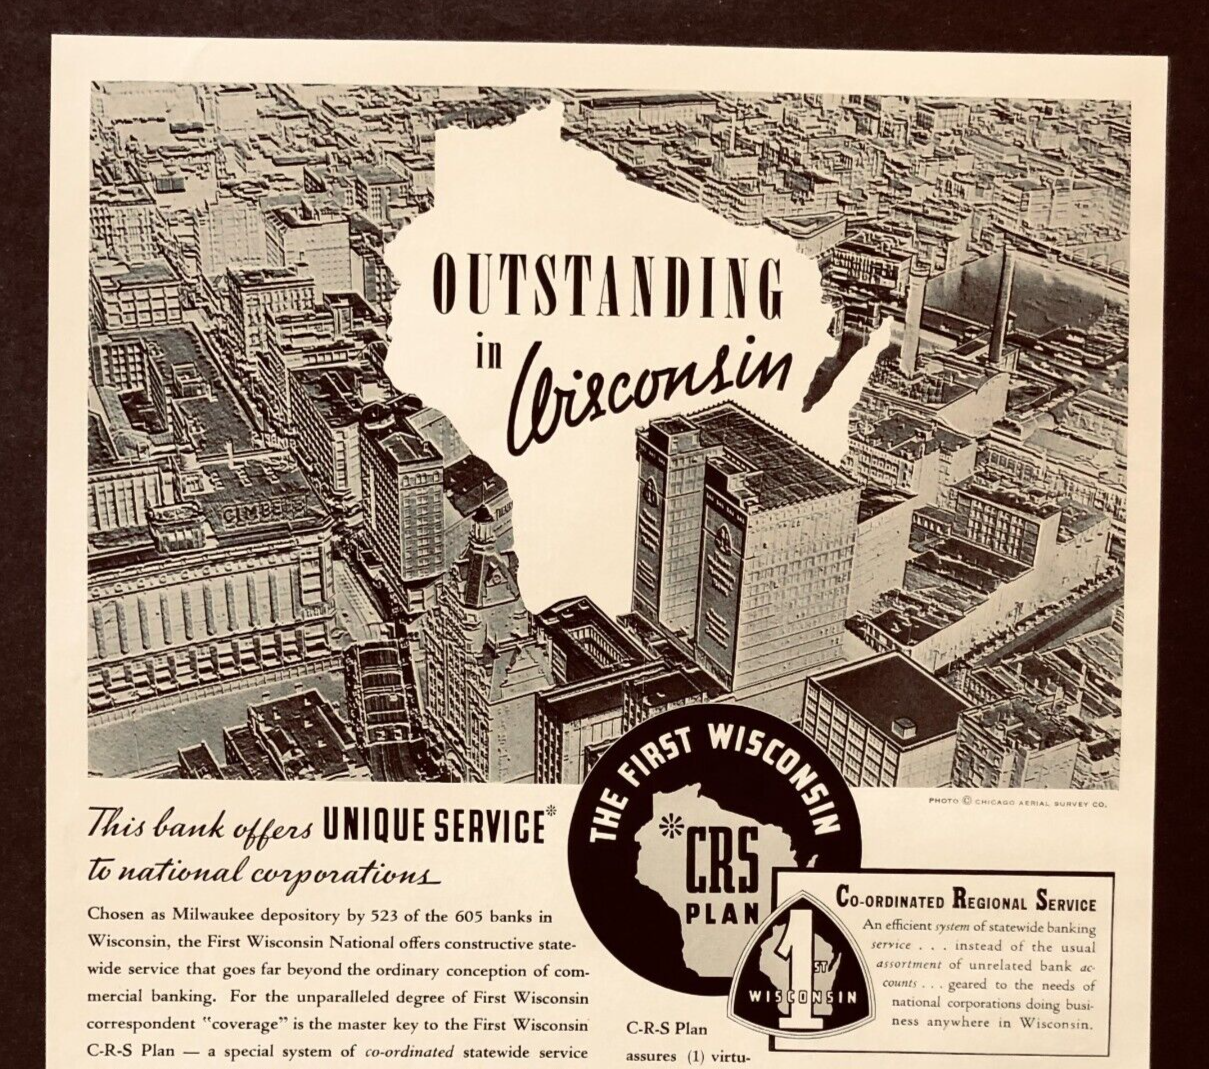 OUTSTANDING
in
Wisconsin
GIMBELS
THE FIRST WISCONSIN
*CRS
PLAN
PHOTO © CHICAGO AERIAL SURVEY CO.
This bank offers UNIQUE SERVICE*
to national corporations
Chosen as Milwaukee depository by 523 of the 605 banks in
Wisconsin, the First Wisconsin National offers constructive state-
wide service that goes far beyond the ordinary conception of com-
mercial banking. For the unparalleled degree of First Wisconsin
correspondent "coverage" is the master key to the First Wisconsin
C-R-S Plan — a special system of co-ordinated statewide service
C-R-S Plan
assures (1) virtu-
1ST
WISCONSIN
CO-ORDINATED REGIONAL SERVICE
An efficient system of statewide banking
service . . . instead of the usual
assortment of unrelated bank ac-
counts . . . geared to the needs of
national corporations doing busi-
ness anywhere in Wisconsin.